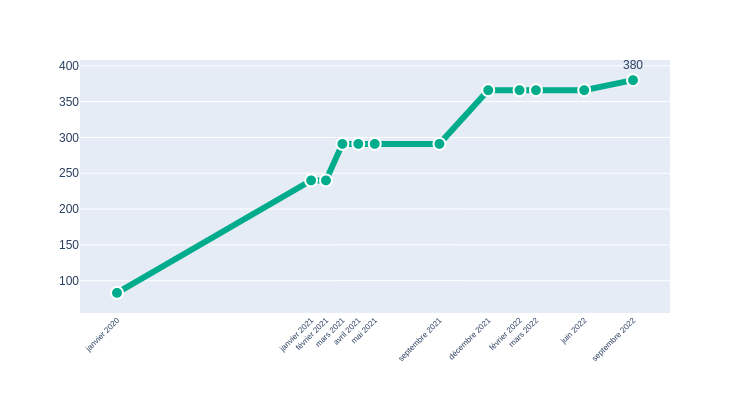 380
400
350
300
250
200
150
100
janvier 2020
janvier 2021
février 2021
mars 2021
avril 2021
mai 2021
septembre 2021
décembre 2021
février 2022
mars 2022
juin 2022
septembre 2022